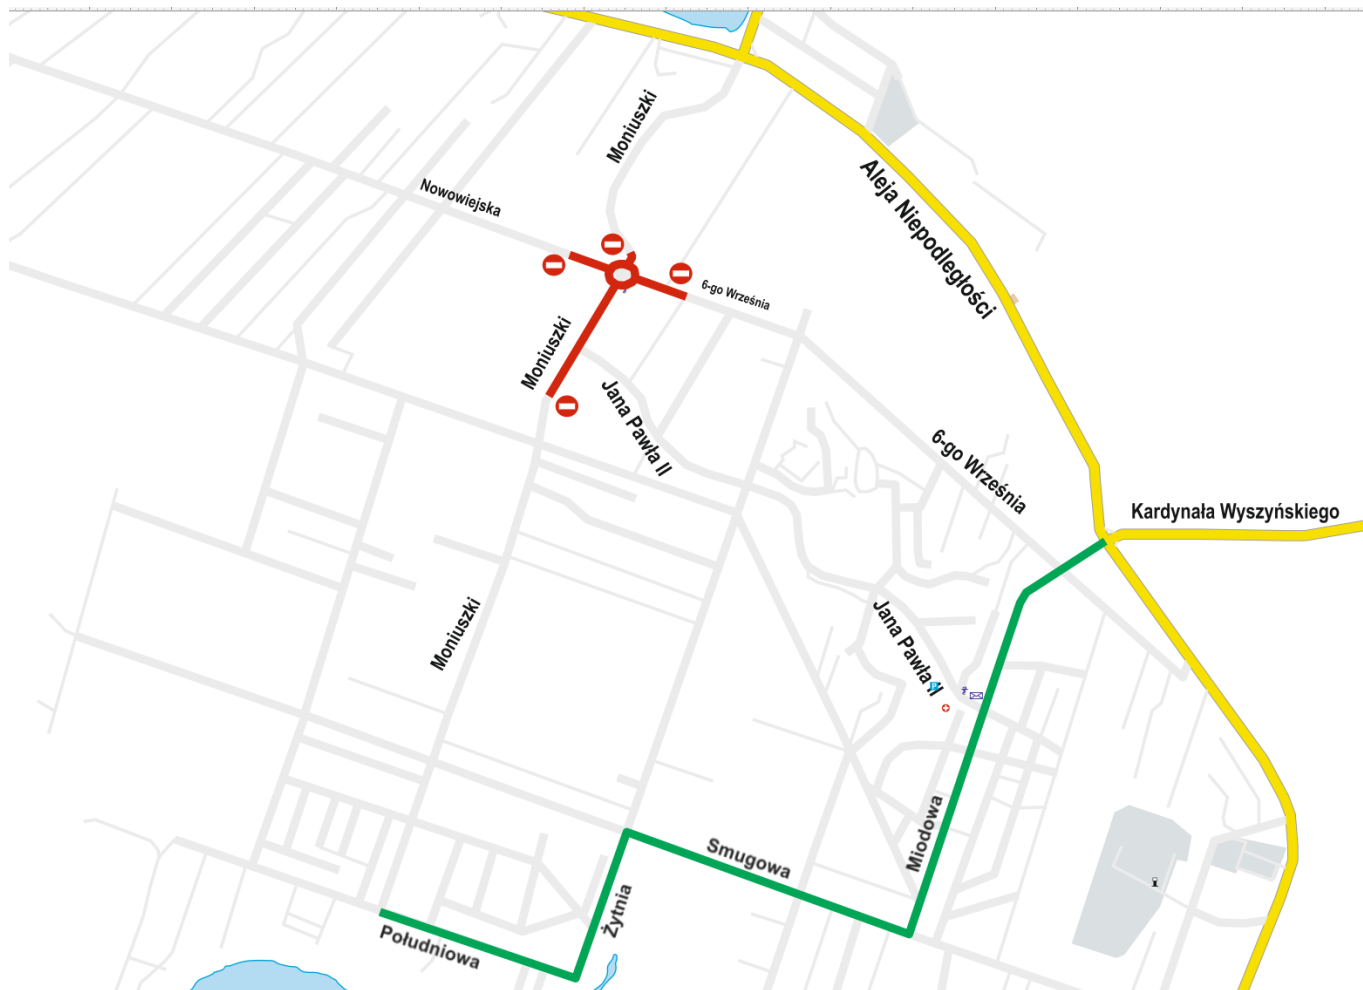 Moniuszki
Nowowiejska
Aleja Niepodległości
6-go Września
Moniuszki
Jana Pawła II
6-go Września
Kardynała Wyszyńskiego
Moniuszki
Jana Pawła II
P
Smugowa
Miodowa
Żytnia
Południowa